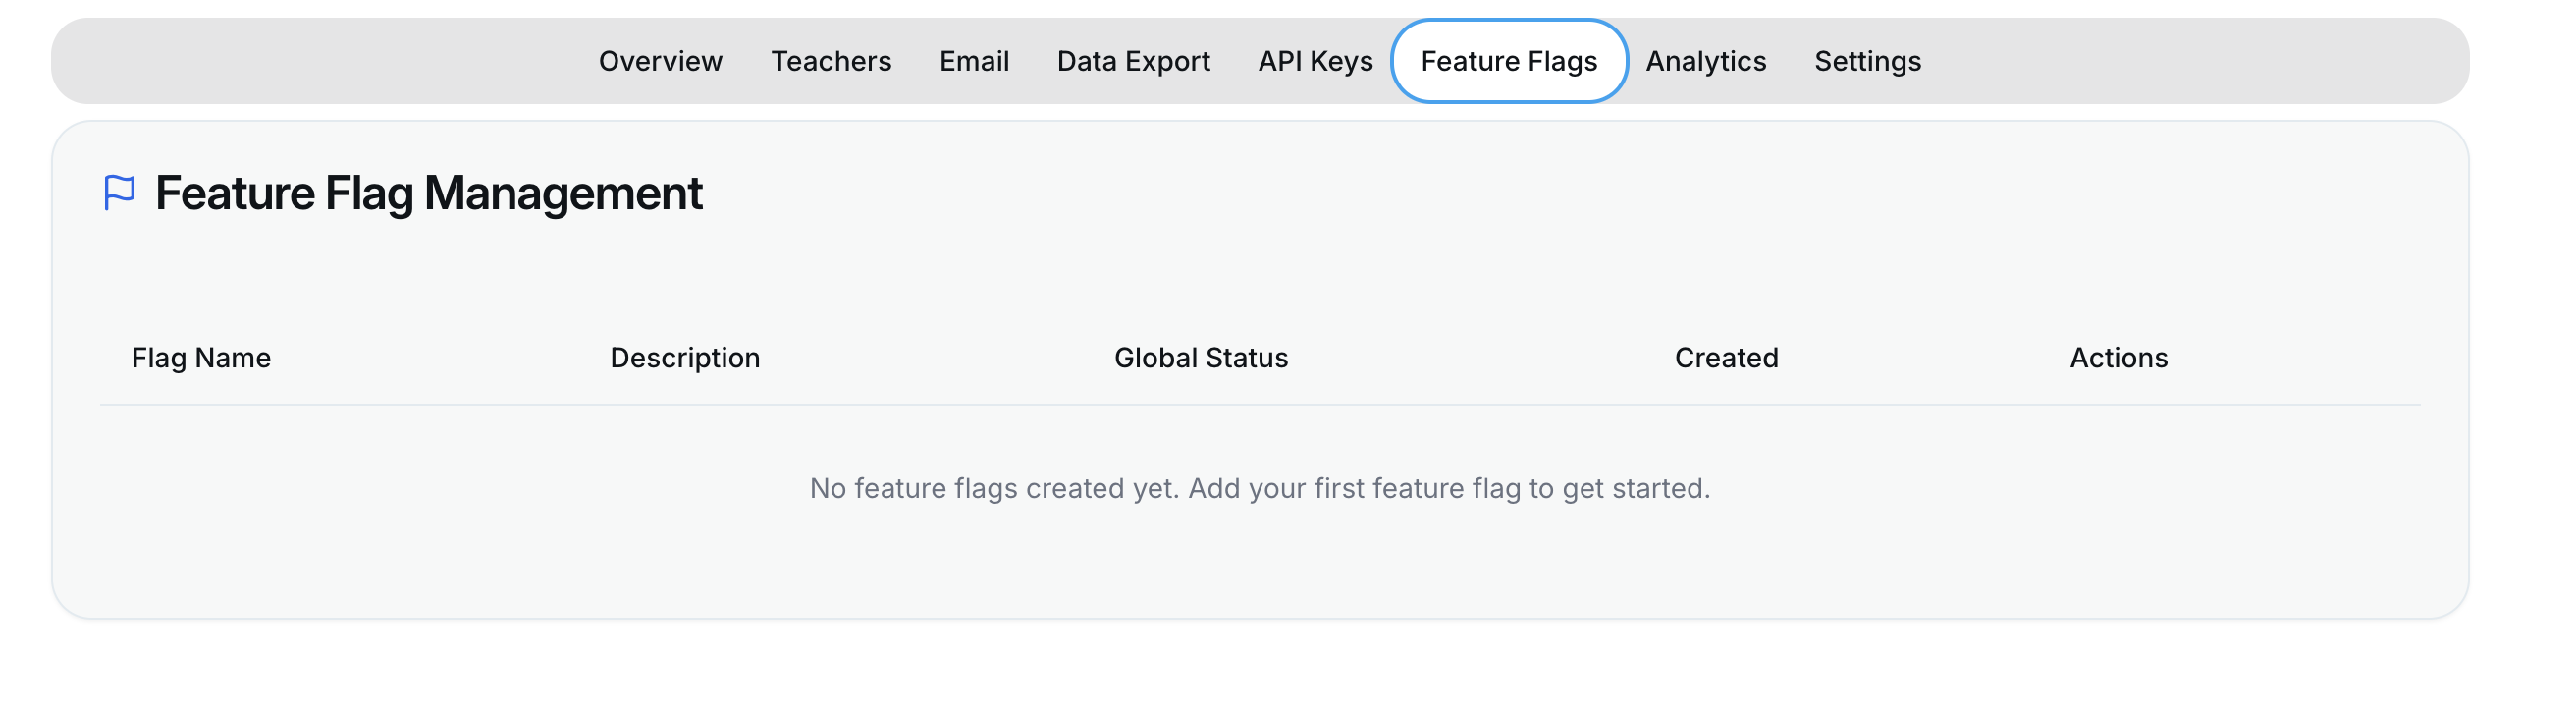 Overview Teachers Email Data Export API Keys Feature Flags Analytics Settings
Feature Flag Management
Flag Name Description Global Status Created Actions
No feature flags created yet. Add your first feature flag to get started.